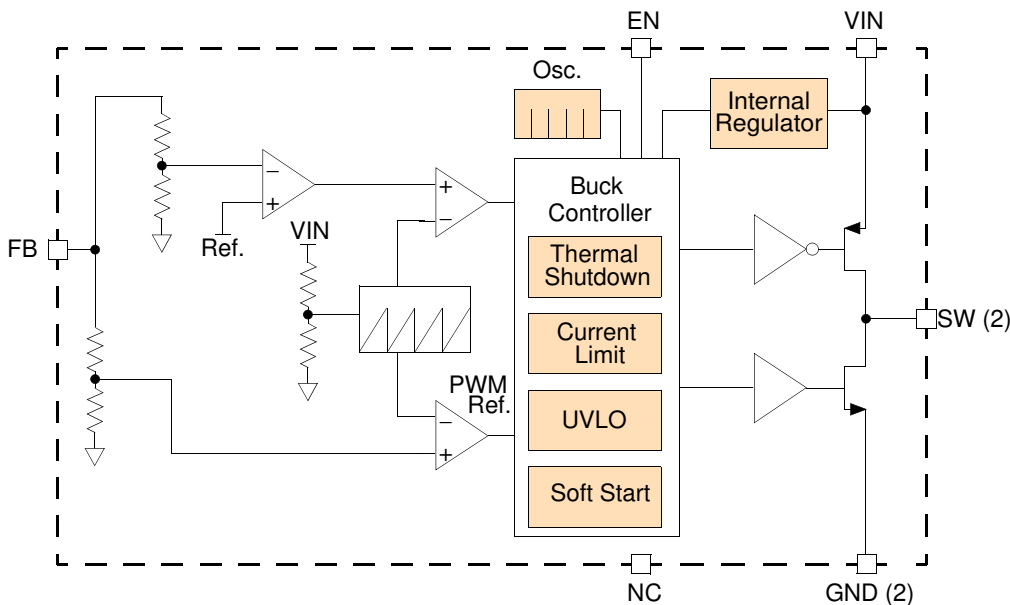 EN
VIN
Osc.
Internal
Regulator
Buck
Controller
−
+
+
−
Ref.
VIN
FB
Thermal
Shutdown
SW (2)
Current
Limit
PWM
Ref.
UVLO
−
+
Soft Start
NC
GND (2)